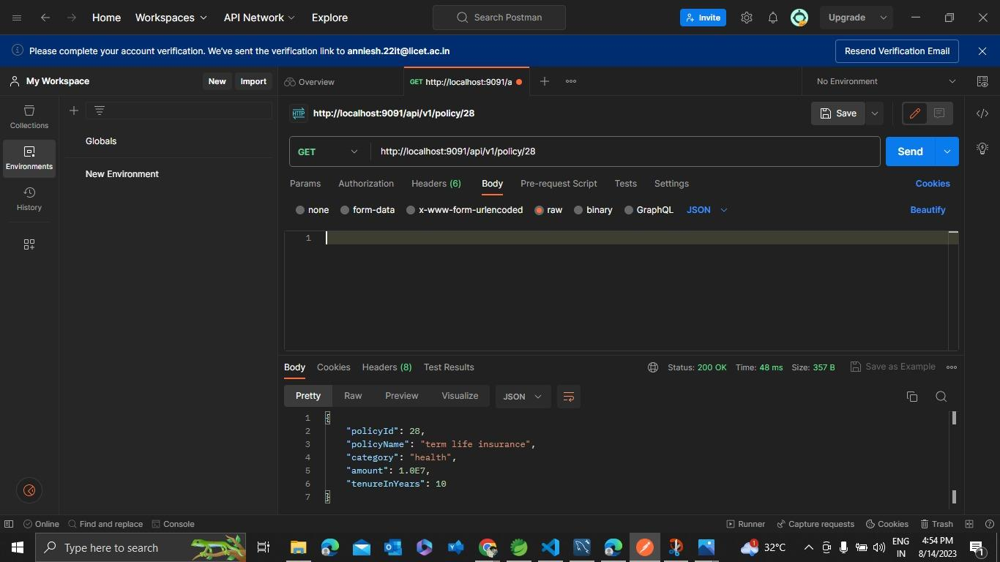 Home Workspaces API Network Explore Search Postman Invite Upgrade
Please complete your account verification. We've sent the verification link to anniesh.22it@licet.ac.in Resend Verification Email
My Workspace New Import Overview GET http://localhost:9091/a No Environment
Collections
Globals
HTTP http://localhost:9091/api/v1/policy/28 Save
Environments
New Environment
GET http://localhost:9091/api/v1/policy/28 Send
History
Params Authorization Headers (6) Body Pre-request Script Tests Settings Cookies
none form-data x-www-form-urlencoded raw binary GraphQL JSON Beautify
1
Body Cookies Headers (8) Test Results Status: 200 OK Time: 48 ms Size: 357 B Save as Example
Pretty Raw Preview Visualize JSON
1 {
2 "policyId": 28,
3 "policyName": "term life insurance",
4 "category": "health",
5 "amount": 1.0E7,
6 "tenureInYears": 10
7 }
Online Find and replace Console Runner Capture requests Cookies Trash
Type here to search 1 32°C ENG IN 4:54 PM 8/14/2023 1